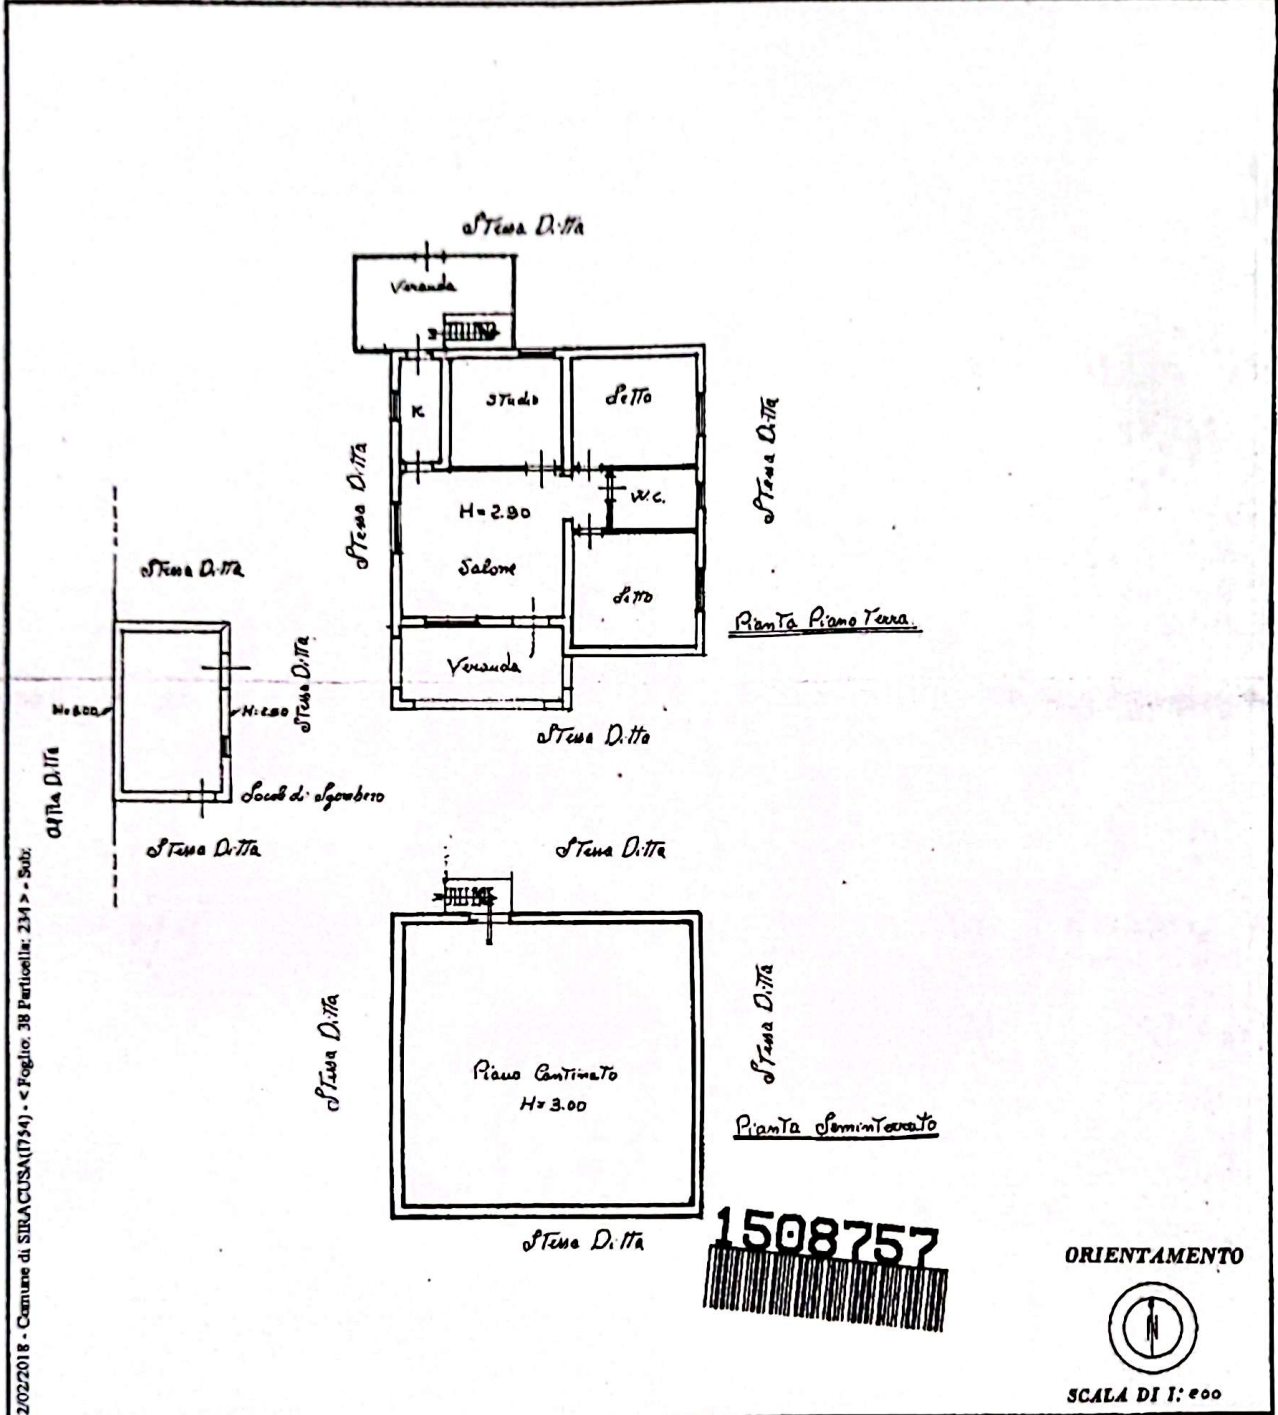 Stessa Ditta
Veranda
K
Studio
Letto
Stessa Ditta
Stessa Ditta
W.C.
H=2.90
Salone
Letto
Stessa Ditta
Pianta Piano Terra.
Stessa Ditta
Veranda
H=2.50
Stessa Ditta
Altra Ditta
Locale di Sgombero
Stessa Ditta
Stessa Ditta
Stessa Ditta
Stessa Ditta
Piano Cantinato
H=3.00
Pianta Seminterrato
Stessa Ditta
1508757
ORIENTAMENTO
N
SCALA DI 1:200
2/02/2018 - Comune di SIRACUSA(I754) - < Foglio: 38 Particella: 234 > - Sub: